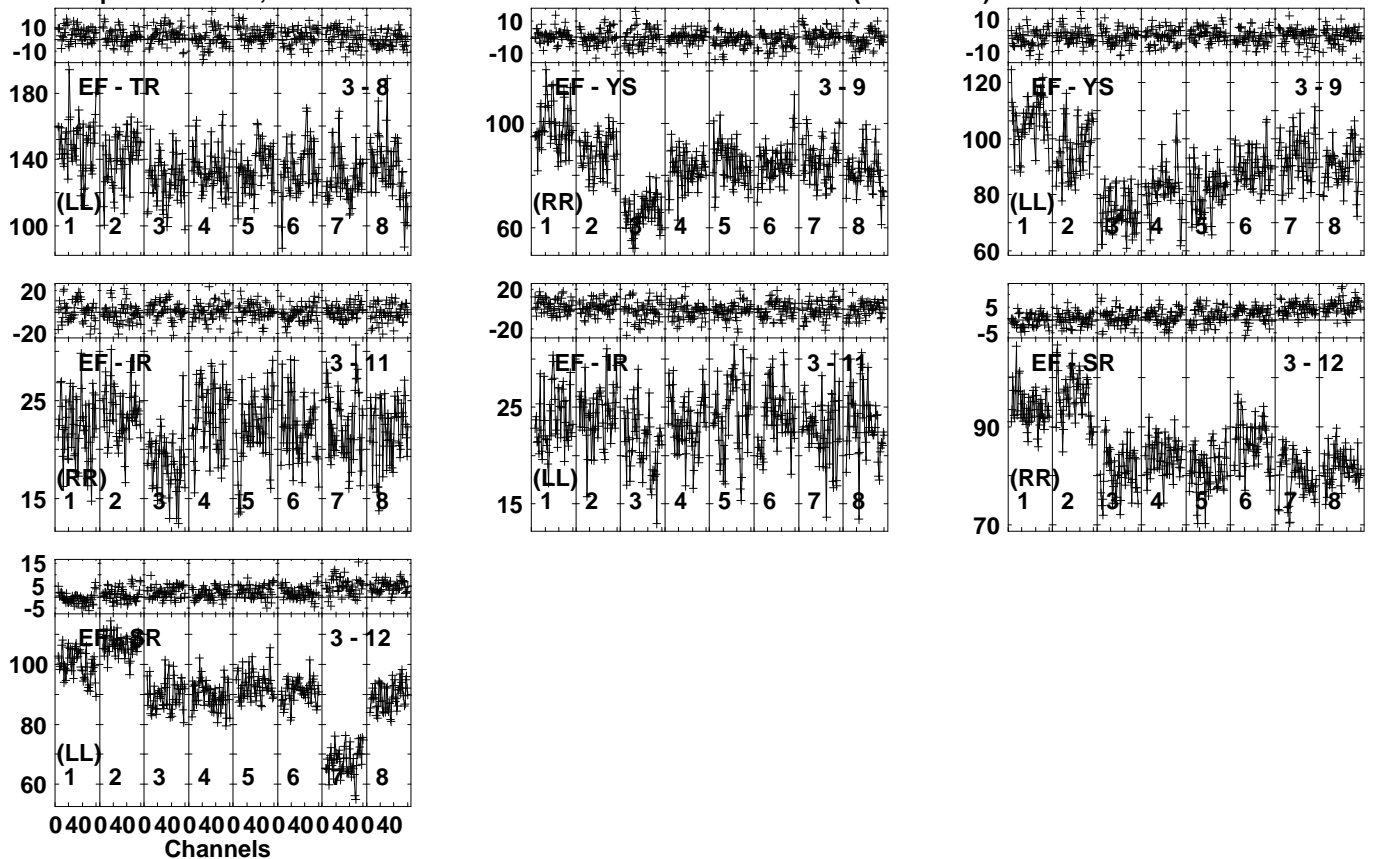 10
-10
180
140
100
EF - TR 3 - 8
(LL)
1 2 3 4 5 6 7 8
10
-10
100
60
EF - YS 3 - 9
(RR)
1 2 3 4 5 6 7 8
10
-10
120
100
80
60
EF - YS 3 - 9
(LL)
1 2 3 4 5 6 7 8
20
-20
25
15
EF - IR 3 - 11
(RR)
1 2 3 4 5 6 7 8
20
-20
25
15
EF - IR 3 - 11
(LL)
1 2 3 4 5 6 7 8
5
-5
90
70
EF - SR 3 - 12
(RR)
1 2 3 4 5 6 7 8
15
5
-5
100
80
60
EF - SR 3 - 12
(LL)
1 2 3 4 5 6 7 8
0 40 0 40 0 40 0 40 0 40 0 40 0 40 0 40
Channels